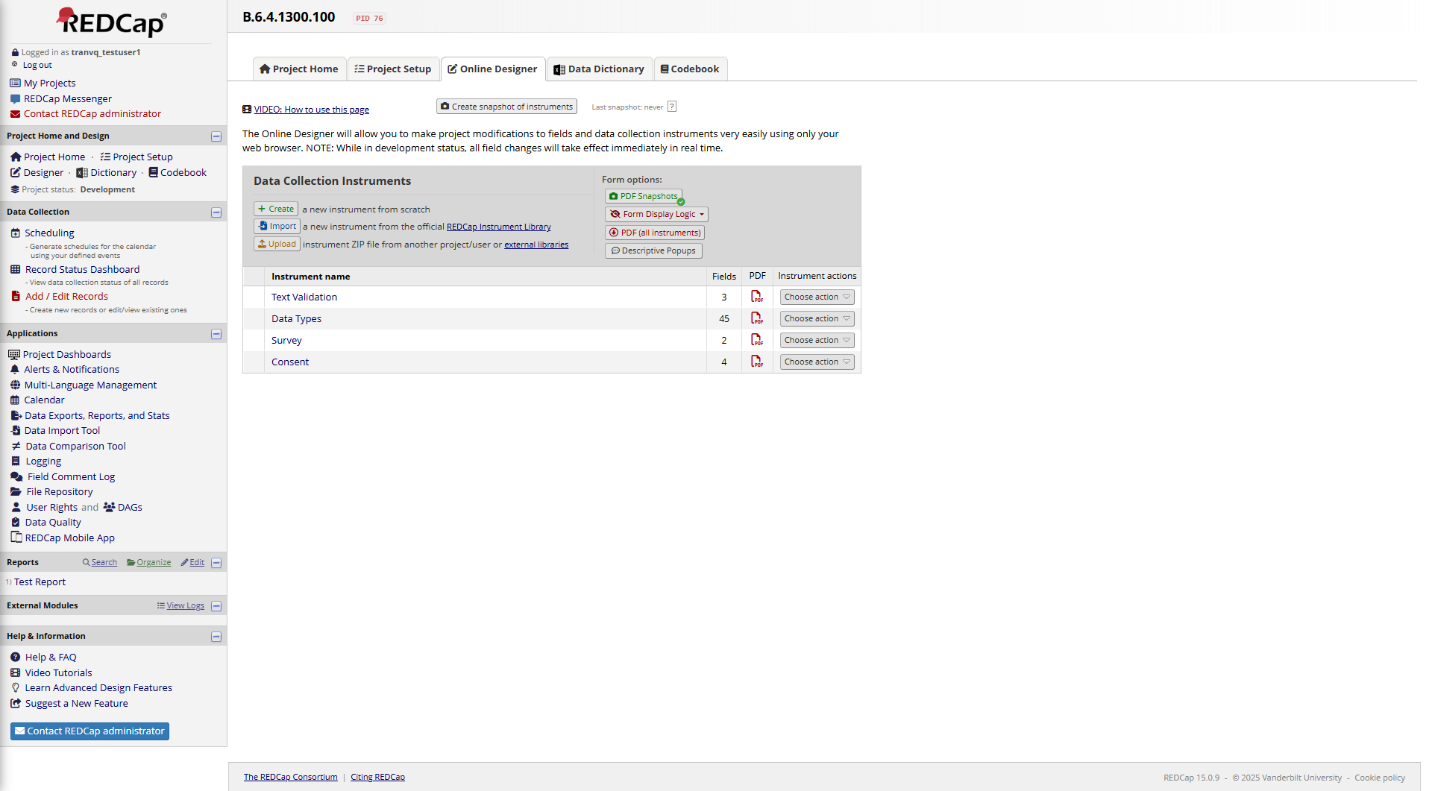 REDCap®
Logged in as tranvq_testuser1
Log out
My Projects
REDCap Messenger
Contact REDCap administrator
Project Home and Design
Project Home · Project Setup
Designer · Dictionary · Codebook
Project status: Development
Data Collection
Scheduling
- Generate schedules for the calendar
using your defined events
Record Status Dashboard
- View data collection status of all records
Add / Edit Records
- Create new records or edit/view existing ones
Applications
Project Dashboards
Alerts & Notifications
Multi-Language Management
Calendar
Data Exports, Reports, and Stats
Data Import Tool
Data Comparison Tool
Logging
Field Comment Log
File Repository
User Rights and DAGs
Data Quality
REDCap Mobile App
Reports Search Organize Edit
1) Test Report
External Modules View Logs
Help & Information
Help & FAQ
Video Tutorials
Learn Advanced Design Features
Suggest a New Feature
Contact REDCap administrator
B.6.4.1300.100 PID 76
Project Home Project Setup Online Designer Data Dictionary Codebook
VIDEO: How to use this page Create snapshot of instruments Last snapshot: never ?
The Online Designer will allow you to make project modifications to fields and data collection instruments very easily using only your
web browser. NOTE: While in development status, all field changes will take effect immediately in real time.
Data Collection Instruments
+ Create a new instrument from scratch
Import a new instrument from the official REDCap Instrument Library
Upload instrument ZIP file from another project/user or external libraries
Form options:
PDF Snapshots
Form Display Logic
PDF (all instruments)
Descriptive Popups
Instrument name Fields PDF Instrument actions
Text Validation 3 PDF Choose action
Data Types 45 PDF Choose action
Survey 2 PDF Choose action
Consent 4 PDF Choose action
The REDCap Consortium | Citing REDCap
REDCap 15.0.9 - © 2025 Vanderbilt University - Cookie policy